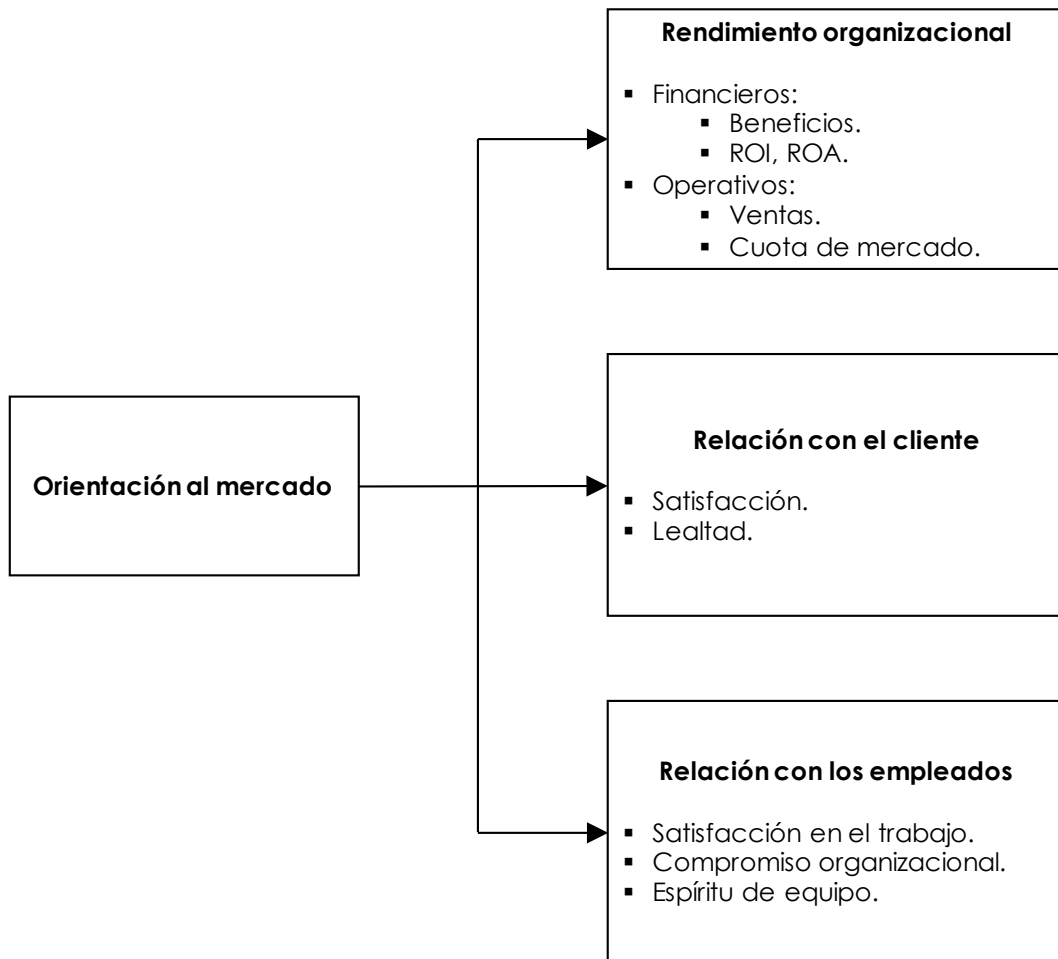 Rendimiento organizacional
▪ Financieros:
▪ Beneficios.
▪ ROI, ROA.
▪ Operativos:
▪ Ventas.
▪ Cuota de mercado.
Orientación al mercado
Relación con el cliente
▪ Satisfacción.
▪ Lealtad.
Relación con los empleados
▪ Satisfacción en el trabajo.
▪ Compromiso organizacional.
▪ Espíritu de equipo.